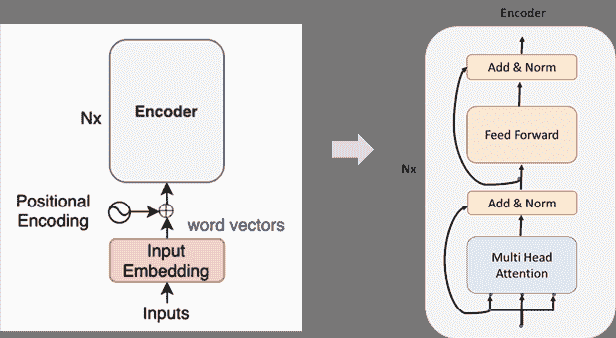 Nx
Encoder
Positional
Encoding
word vectors
Input
Embedding
Inputs
Encoder
Add & Norm
Feed Forward
Nx
Add & Norm
Multi Head
Attention